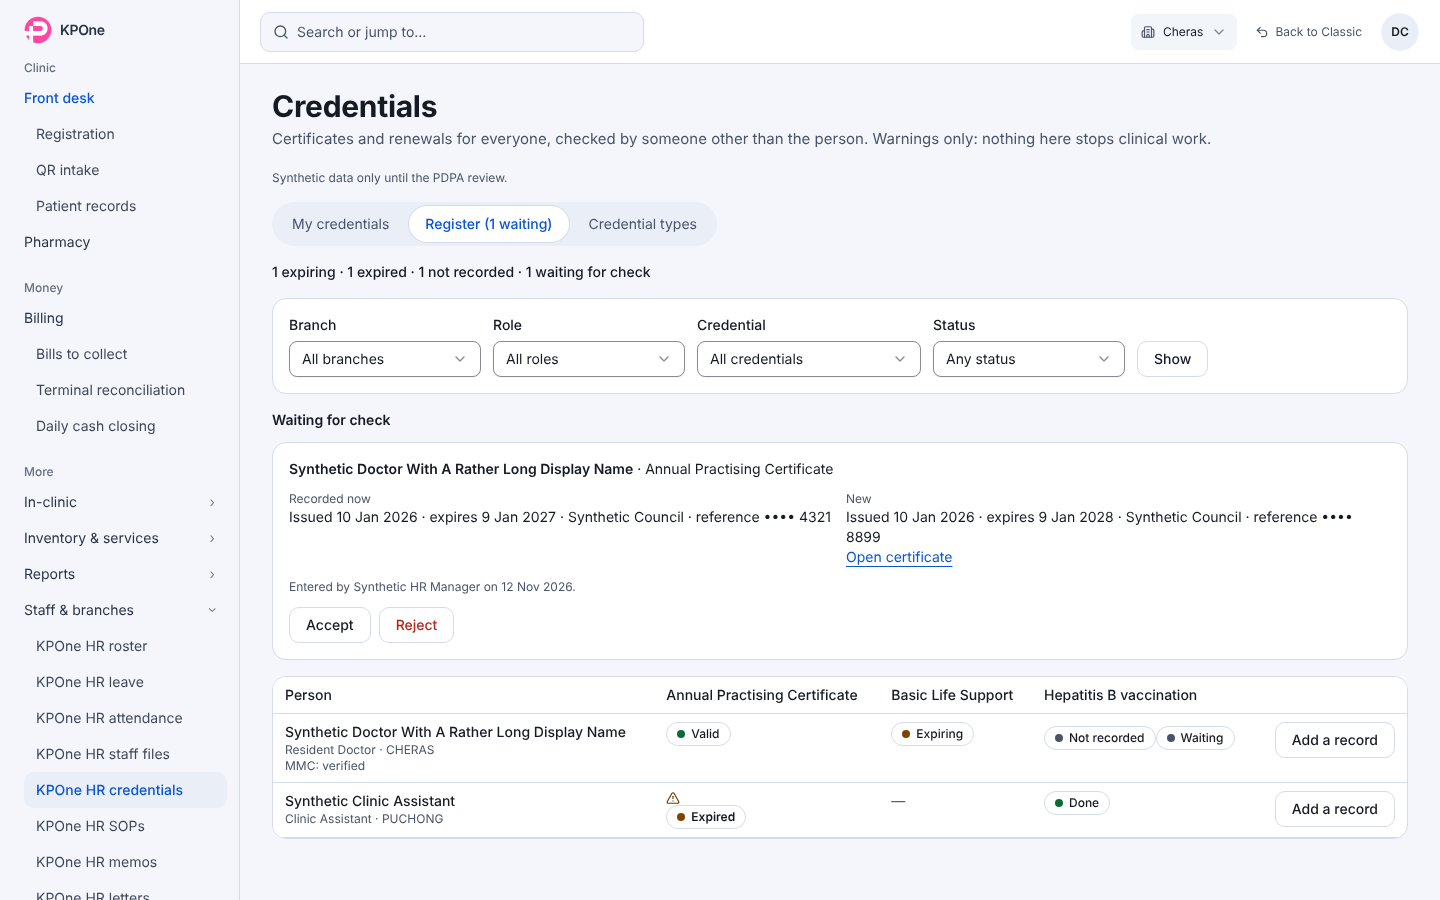 KPOne
Search or jump to...
Cheras
Back to Classic
DC
Clinic
Front desk
Registration
QR intake
Patient records
Pharmacy
Money
Billing
Bills to collect
Terminal reconciliation
Daily cash closing
More
In-clinic
Inventory & services
Reports
Staff & branches
KPOne HR roster
KPOne HR leave
KPOne HR attendance
KPOne HR staff files
KPOne HR credentials
KPOne HR SOPs
KPOne HR memos
KPOne HR letters
Credentials
Certificates and renewals for everyone, checked by someone other than the person. Warnings only: nothing here stops clinical work.
Synthetic data only until the PDPA review.
My credentials
Register (1 waiting)
Credential types
1 expiring · 1 expired · 1 not recorded · 1 waiting for check
Branch
Role
Credential
Status
All branches
All roles
All credentials
Any status
Show
Waiting for check
Synthetic Doctor With A Rather Long Display Name · Annual Practising Certificate
Recorded now
Issued 10 Jan 2026 · expires 9 Jan 2027 · Synthetic Council · reference •••• 4321
New
Issued 10 Jan 2026 · expires 9 Jan 2028 · Synthetic Council · reference ••••
8899
Open certificate
Entered by Synthetic HR Manager on 12 Nov 2026.
Accept
Reject
Person
Annual Practising Certificate
Basic Life Support
Hepatitis B vaccination
Synthetic Doctor With A Rather Long Display Name
Resident Doctor · CHERAS
MMC: verified
Valid
Expiring
Not recorded
Waiting
Add a record
Synthetic Clinic Assistant
Clinic Assistant · PUCHONG
Expired
—
Done
Add a record